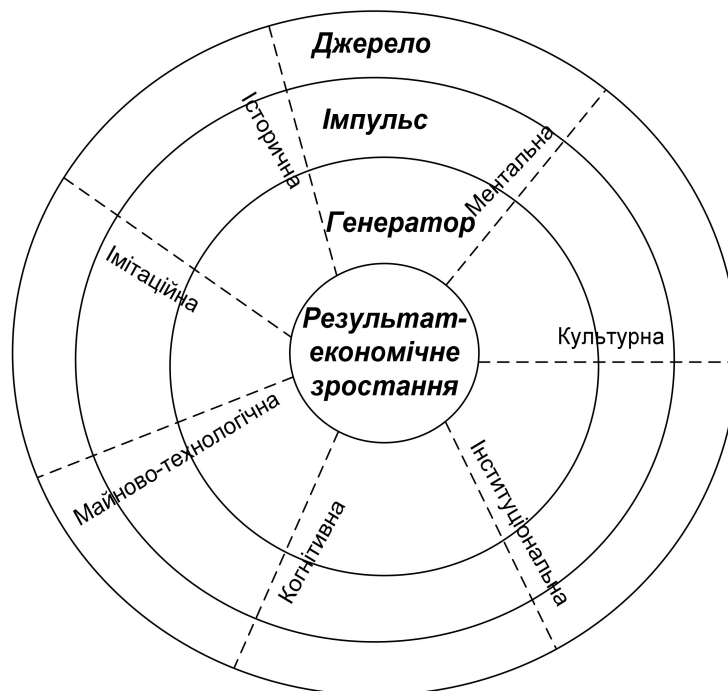 Джерело
Імпульс
Генератор
Результат-
економічне
зростання
Історична
Ментальна
Культурна
Інституціональна
Когнітивна
Майново-технологічна
Імітаційна